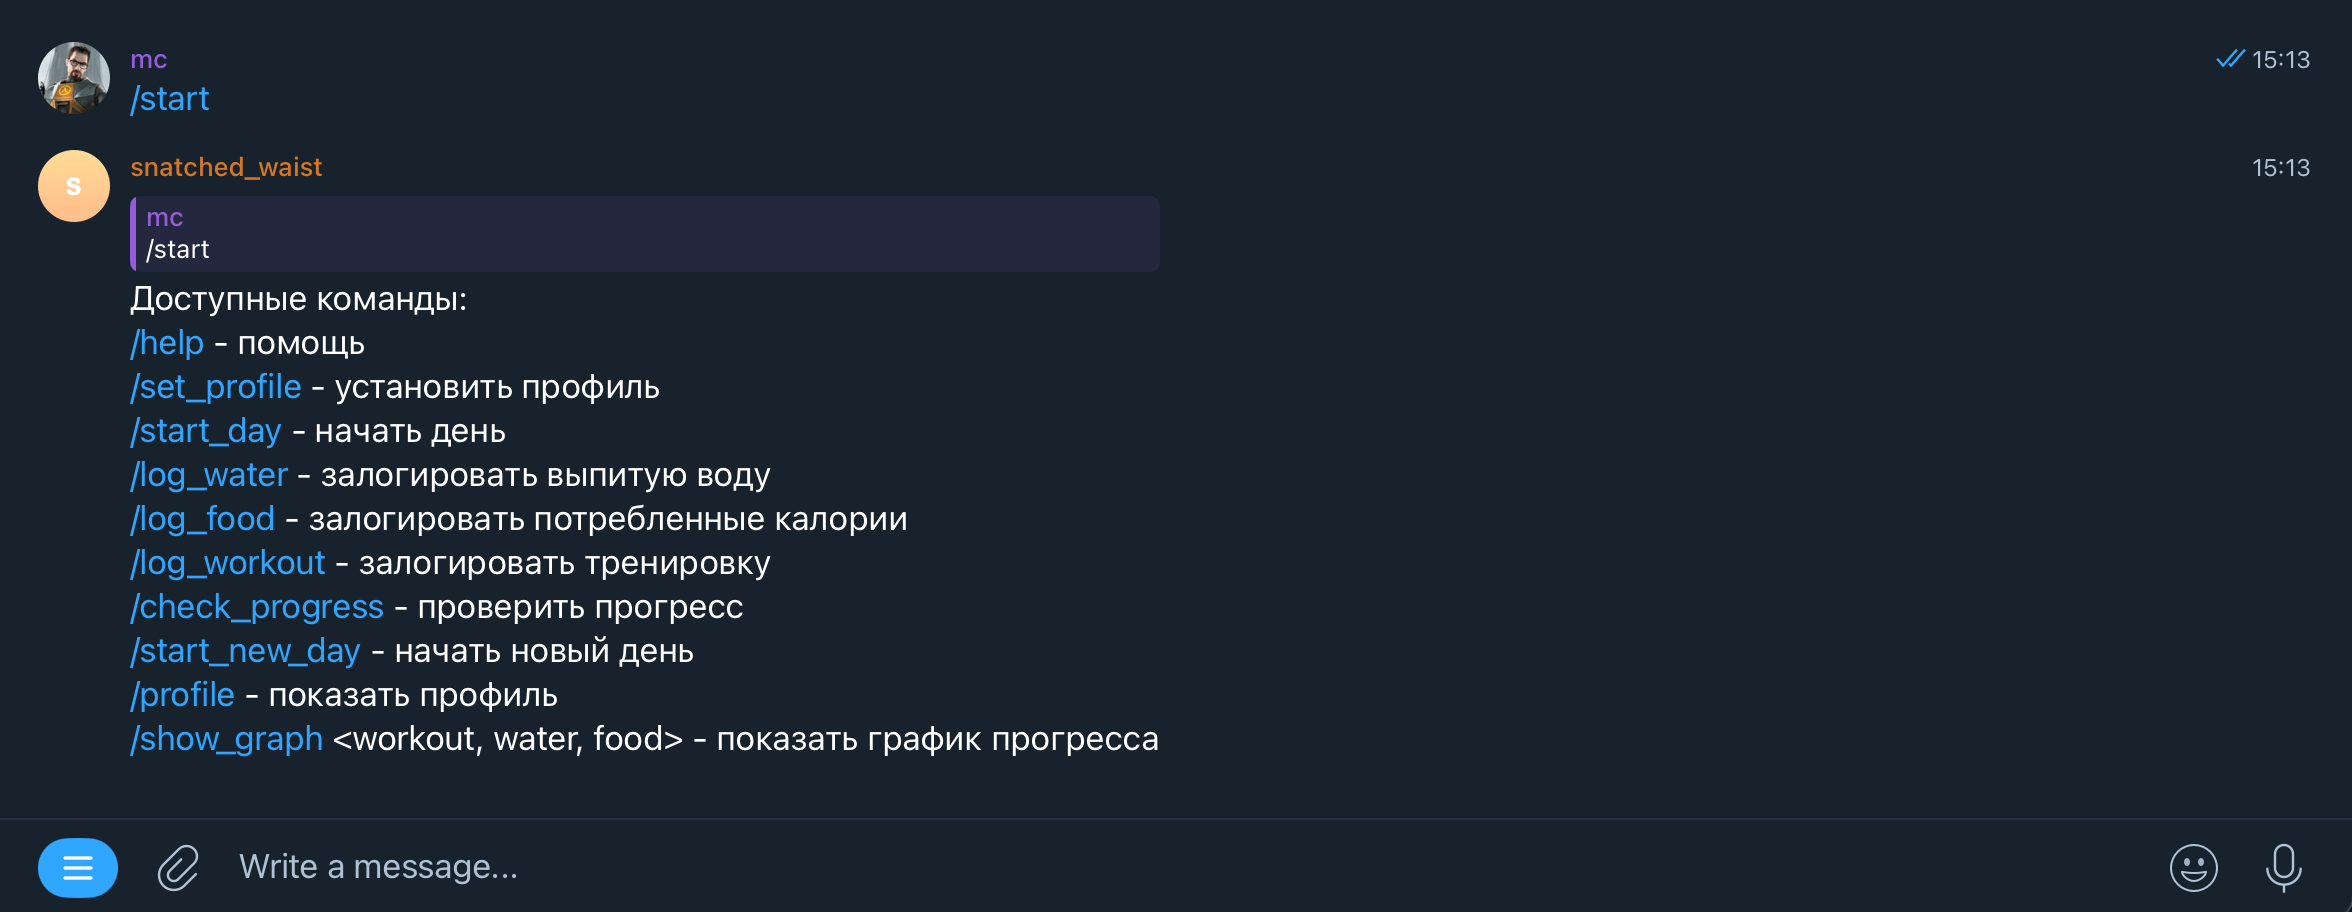 mc
15:13
/start
s
snatched_waist
15:13
mc
/start
Доступные команды:
/help - помощь
/set_profile - установить профиль
/start_day - начать день
/log_water - залогировать выпитую воду
/log_food - залогировать потребленные калории
/log_workout - залогировать тренировку
/check_progress - проверить прогресс
/start_new_day - начать новый день
/profile - показать профиль
/show_graph <workout, water, food> - показать график прогресса
Write a message...